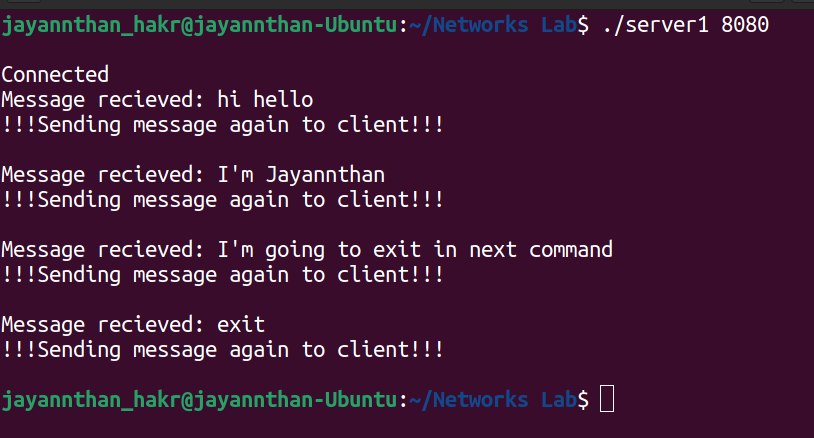 jayannthan_hakr@jayannthan-Ubuntu:~/Networks Lab$ ./server1 8080
Connected
Message recieved: hi hello
!!!Sending message again to client!!!
Message recieved: I'm Jayannthan
!!!Sending message again to client!!!
Message recieved: I'm going to exit in next command
!!!Sending message again to client!!!
Message recieved: exit
!!!Sending message again to client!!!
jayannthan_hakr@jayannthan-Ubuntu:~/Networks Lab$